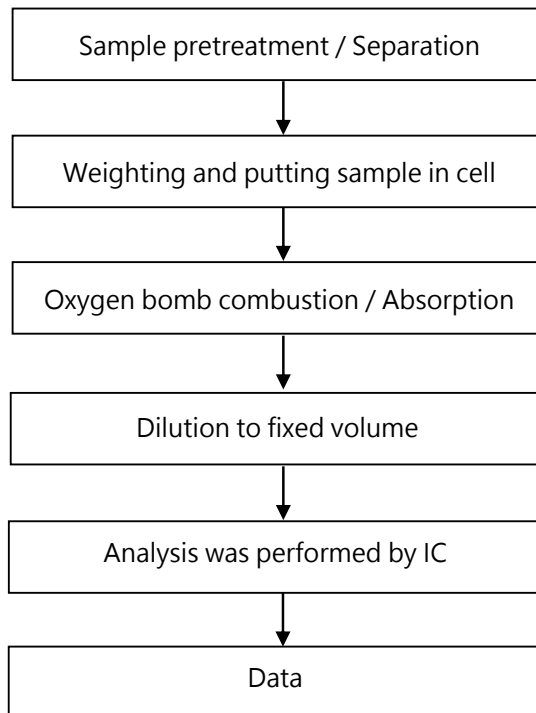 Sample pretreatment / Separation
Weighting and putting sample in cell
Oxygen bomb combustion / Absorption
Dilution to fixed volume
Analysis was performed by IC
Data